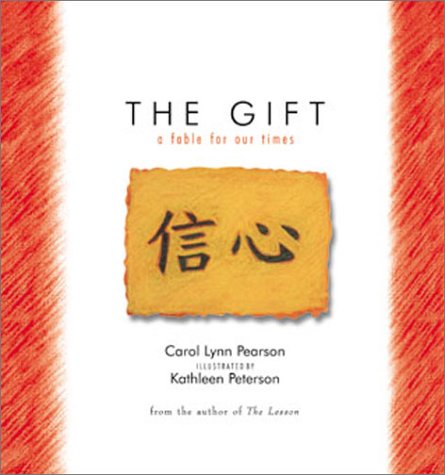 THE GIFT
a fable for our times
信心
Carol Lynn Pearson
ILLUSTRATED BY
Kathleen Peterson
from the author of The Lesson